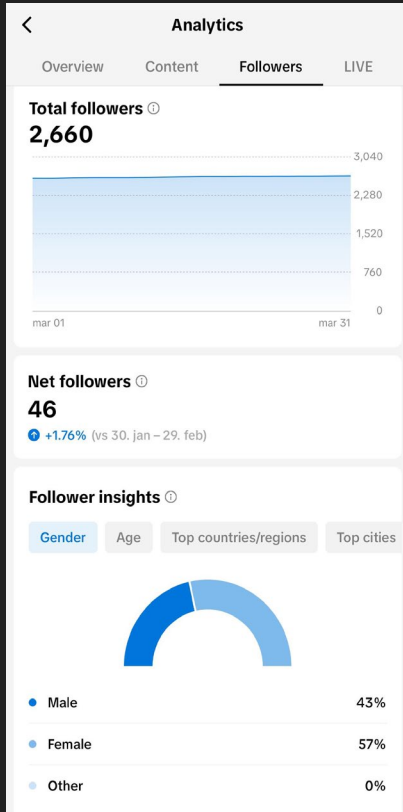 Analytics
Overview Content Followers LIVE
Total followers
2,660
3,040
2,280
1,520
760
0
mar 01 mar 31
Net followers
46
+1.76% (vs 30. jan – 29. feb)
Follower insights
Gender Age Top countries/regions Top cities
Male 43%
Female 57%
Other 0%